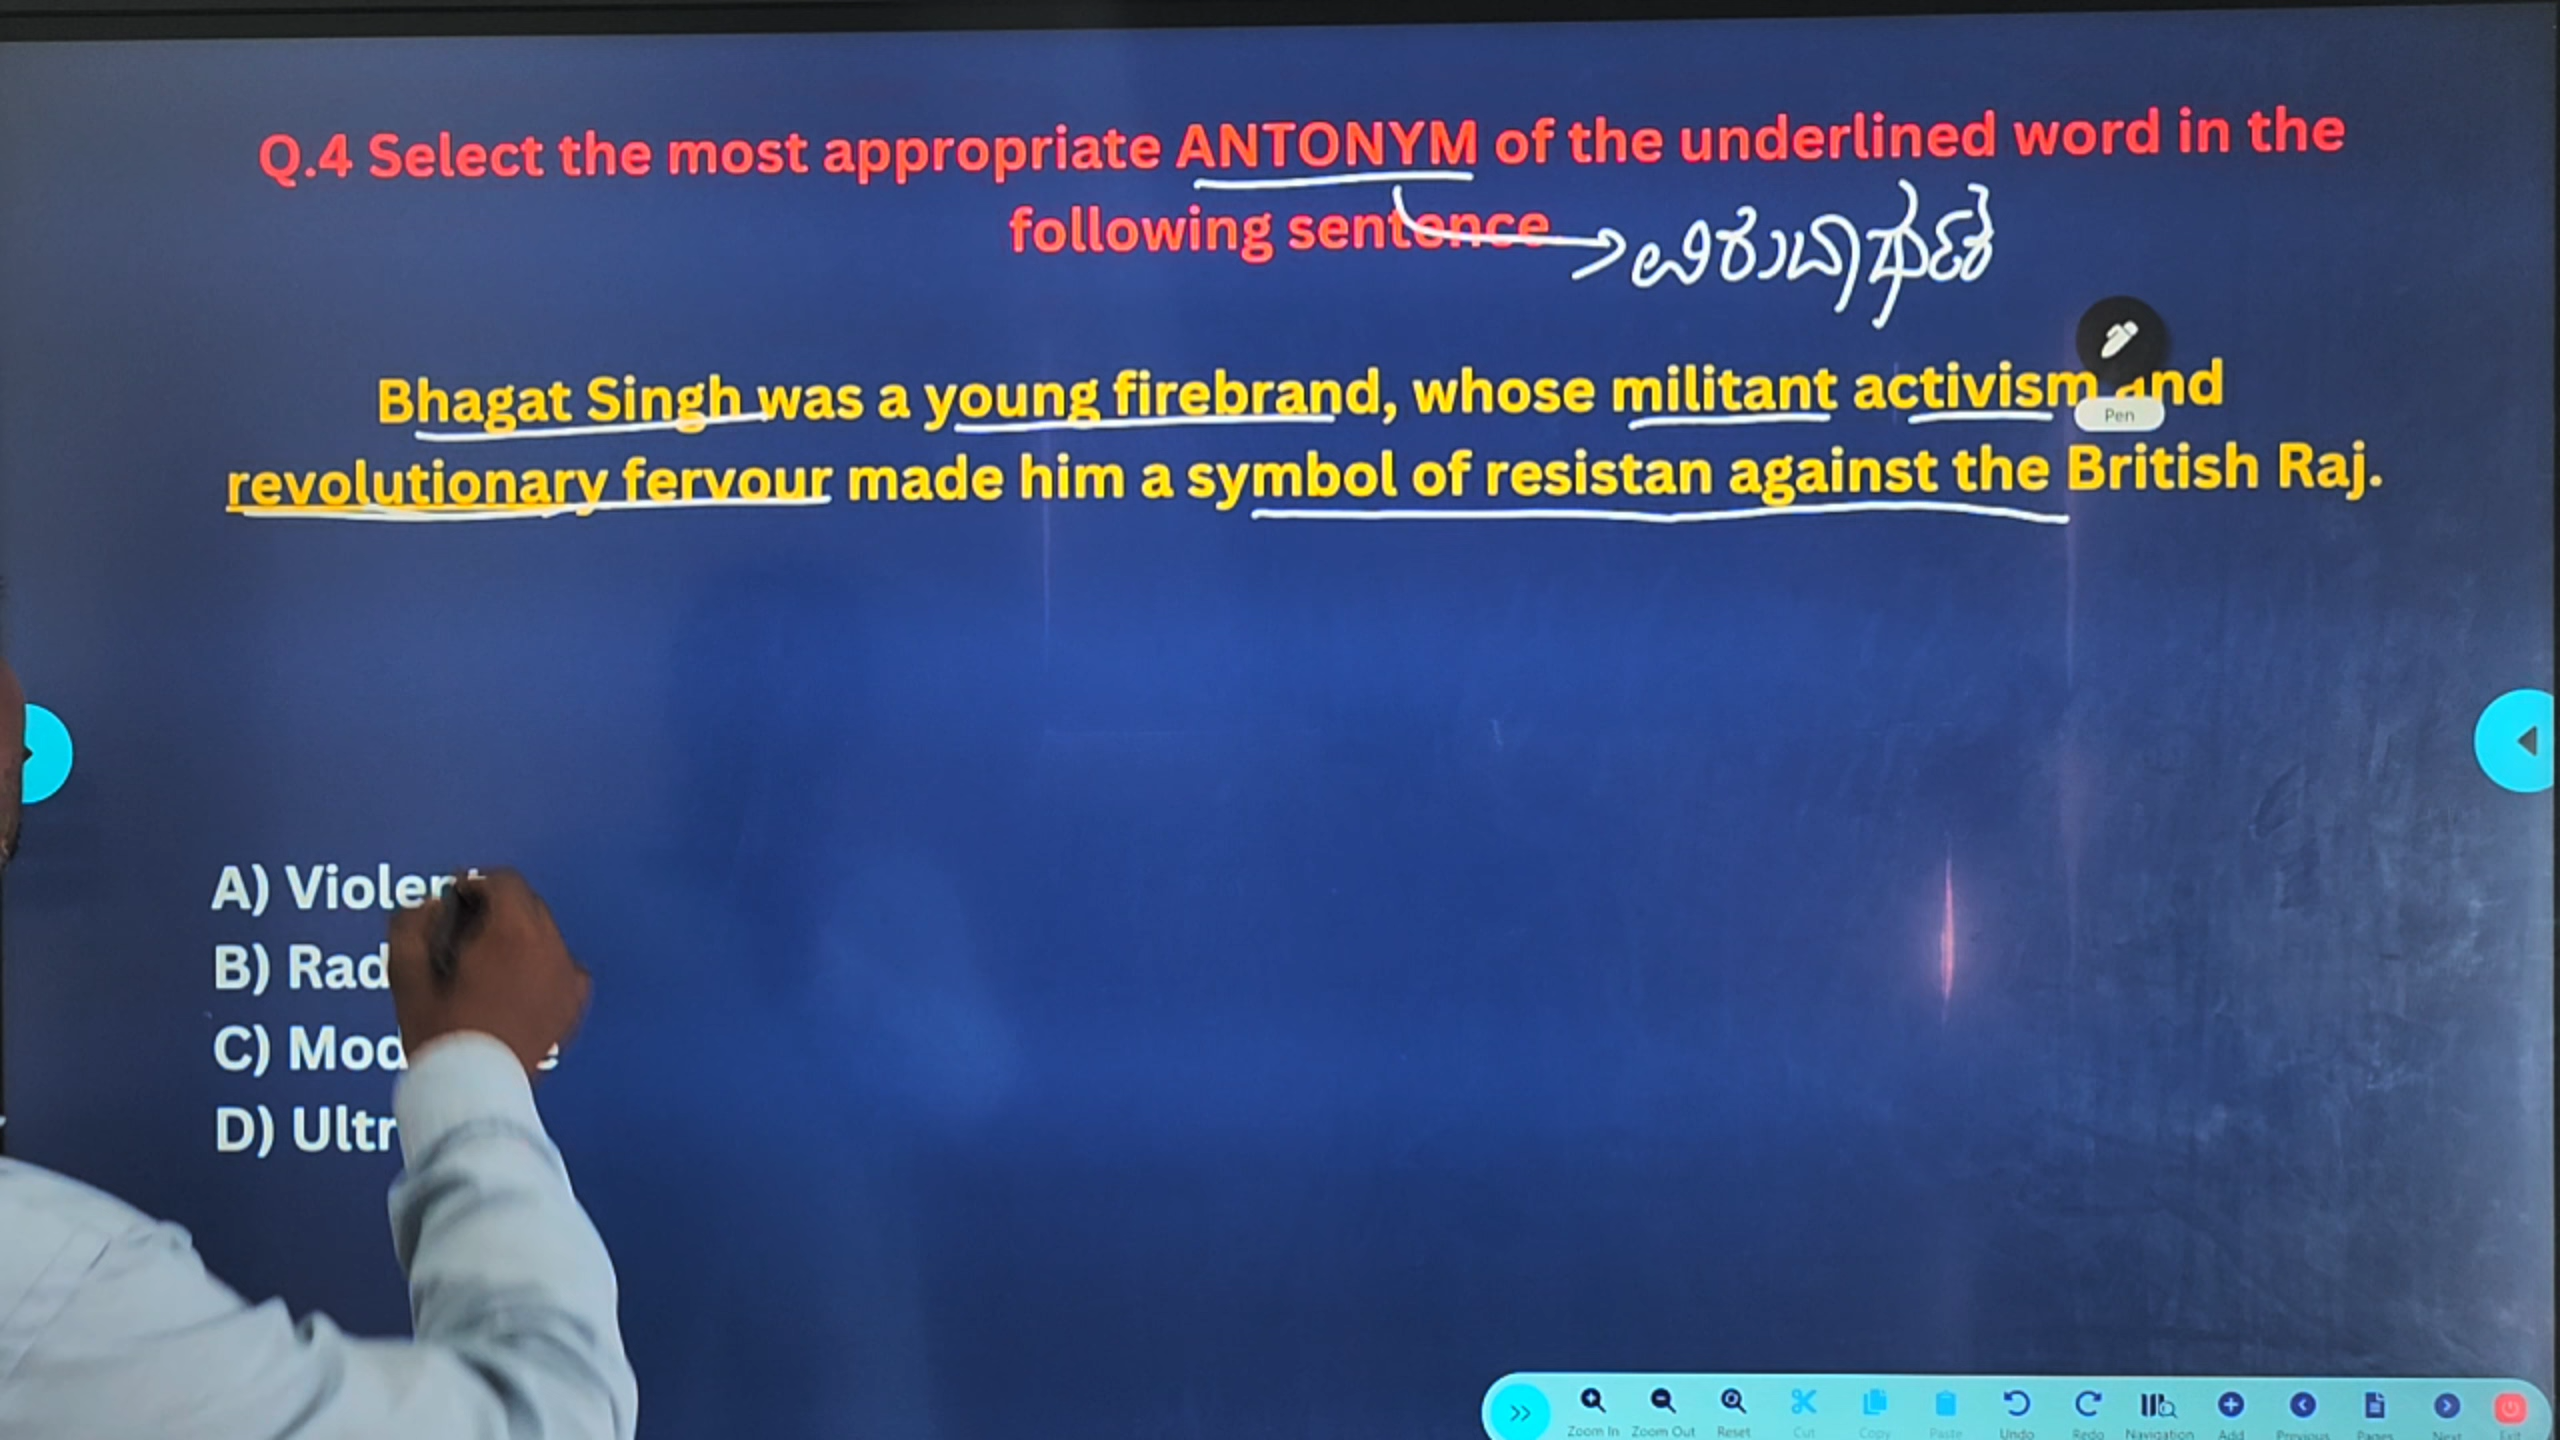 Q.4 Select the most appropriate ANTONYM of the underlined word in the
following sentence
Bhagat Singh was a young firebrand, whose militant activism and
Pen
revolutionary fervour made him a symbol of resistan against the British Raj.
A) Violent
B) Rad
C) Mod
D) Ultr
Zoom In Zoom Out Reset Cut Copy Paste Undo Redo Navigation Add Previous Pages Next Exit